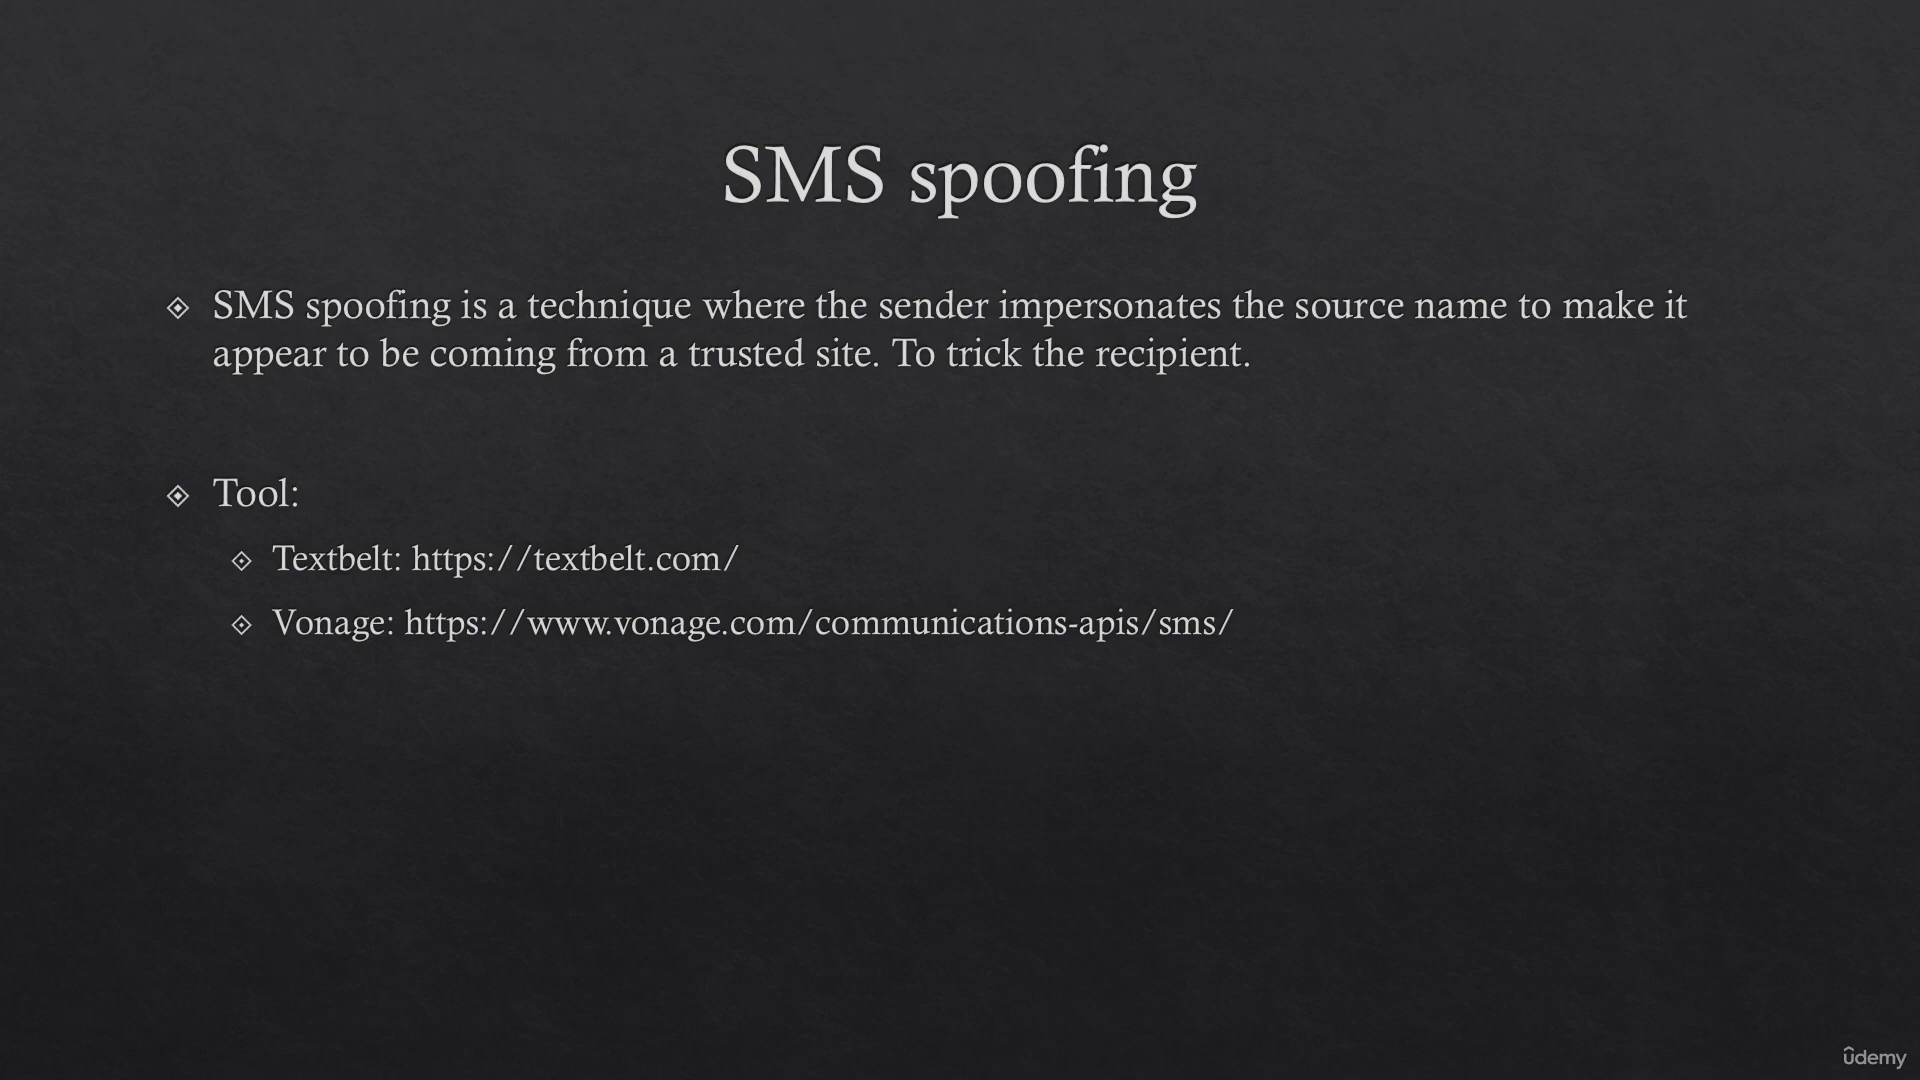 SMS spoofing
SMS spoofing is a technique where the sender impersonates the source name to make it
appear to be coming from a trusted site. To trick the recipient.
Tool:
Textbelt: https://textbelt.com/
Vonage: https://www.vonage.com/communications-apis/sms/
ûdemy